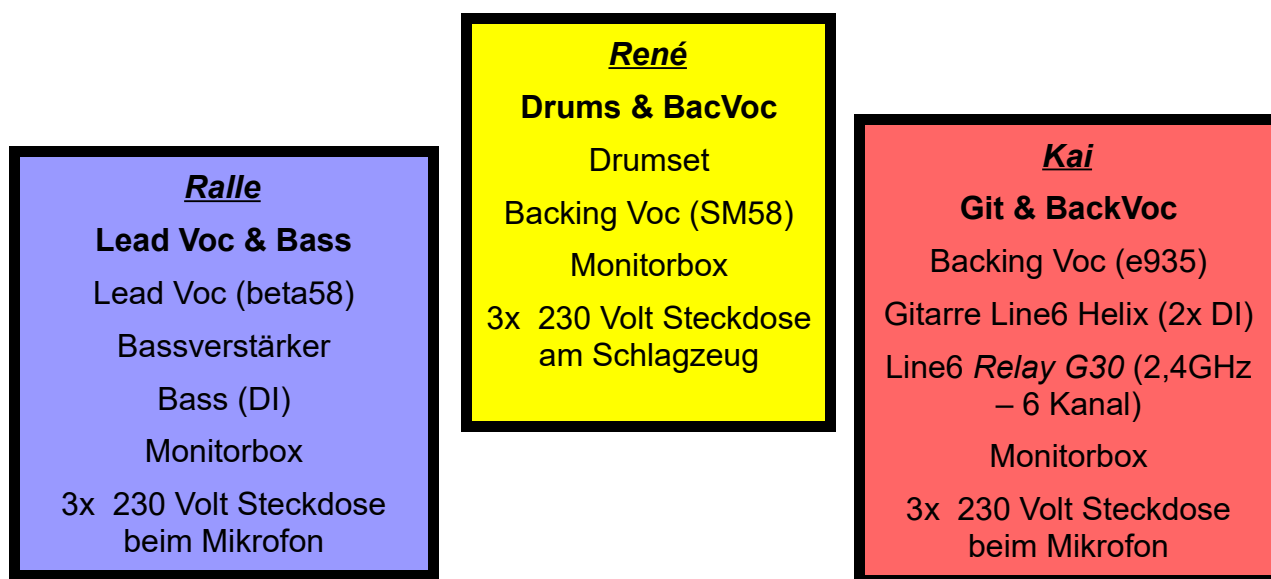 René
Drums & BacVoc
Drumset
Backing Voc (SM58)
Monitorbox
3x  230 Volt Steckdose
am Schlagzeug
Ralle
Lead Voc & Bass
Lead Voc (beta58)
Bassverstärker
Bass (DI)
Monitorbox
3x  230 Volt Steckdose
beim Mikrofon
Kai
Git & BackVoc
Backing Voc (e935)
Gitarre Line6 Helix (2x DI)
Line6 Relay G30 (2,4GHz
– 6 Kanal)
Monitorbox
3x  230 Volt Steckdose
beim Mikrofon